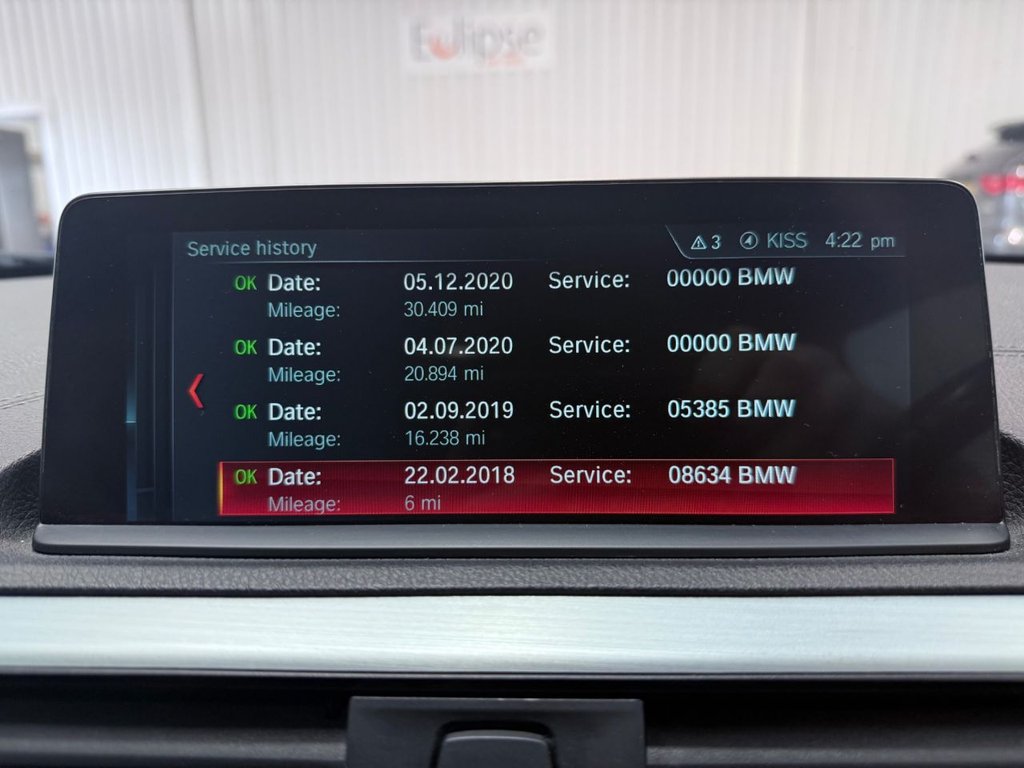 Eclipse
Service history
3 KISS 4:22 pm
OK Date: 05.12.2020 Service: 00000 BMW
Mileage: 30.409 mi
OK Date: 04.07.2020 Service: 00000 BMW
Mileage: 20.894 mi
OK Date: 02.09.2019 Service: 05385 BMW
Mileage: 16.238 mi
OK Date: 22.02.2018 Service: 08634 BMW
Mileage: 6 mi